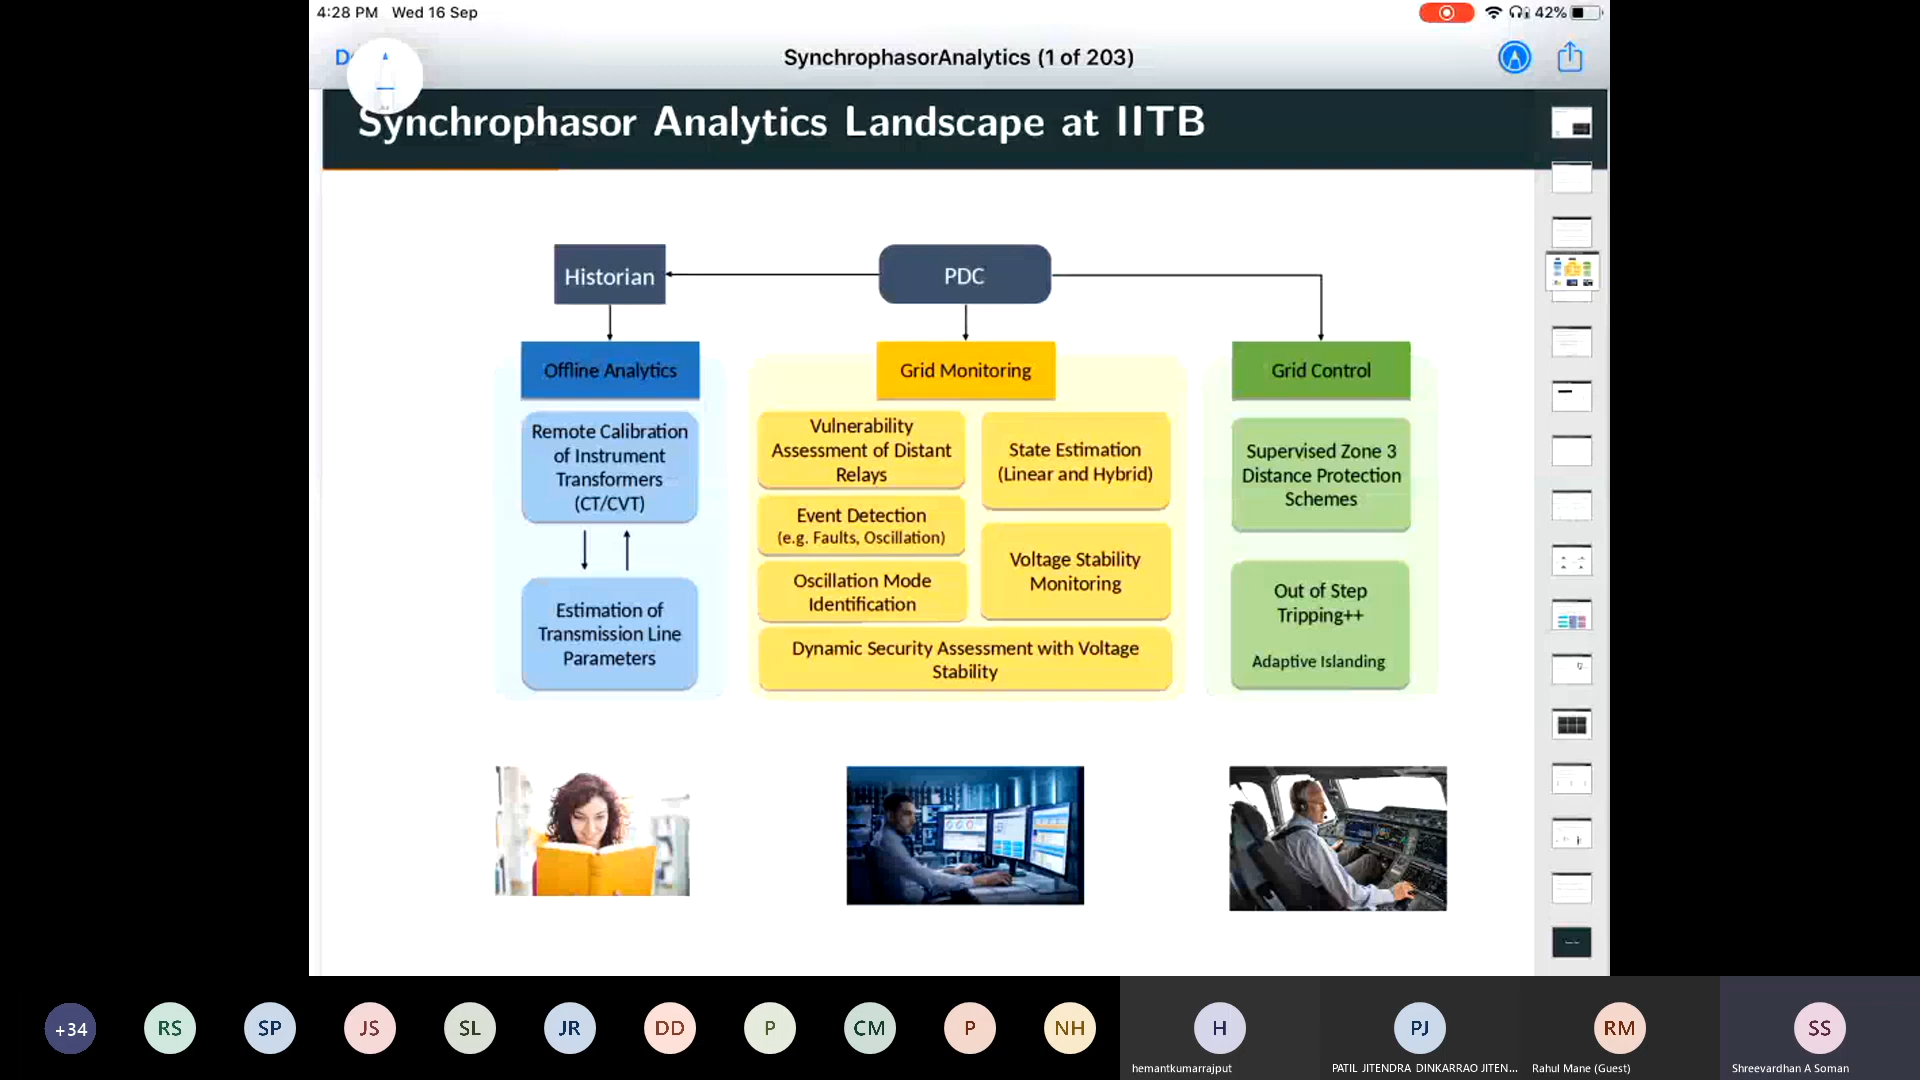 4:28 PM Wed 16 Sep
42%
SynchrophasorAnalytics (1 of 203)
Synchrophasor Analytics Landscape at IITB
Historian
PDC
Offline Analytics
Grid Monitoring
Grid Control
Remote Calibration
of Instrument
Transformers
(CT/CVT)
Estimation of
Transmission Line
Parameters
Vulnerability
Assessment of Distant
Relays
Event Detection
(e.g. Faults, Oscillation)
Oscillation Mode
Identification
State Estimation
(Linear and Hybrid)
Voltage Stability
Monitoring
Dynamic Security Assessment with Voltage
Stability
Supervised Zone 3
Distance Protection
Schemes
Out of Step
Tripping++
Adaptive Islanding
+34 RS SP JS SL JR DD P CM P NH H PJ RM SS
hemantkumarrajput
PATIL JITENDRA DINKARRAO JITEN...
Rahul Mane (Guest)
Shreevardhan A Soman